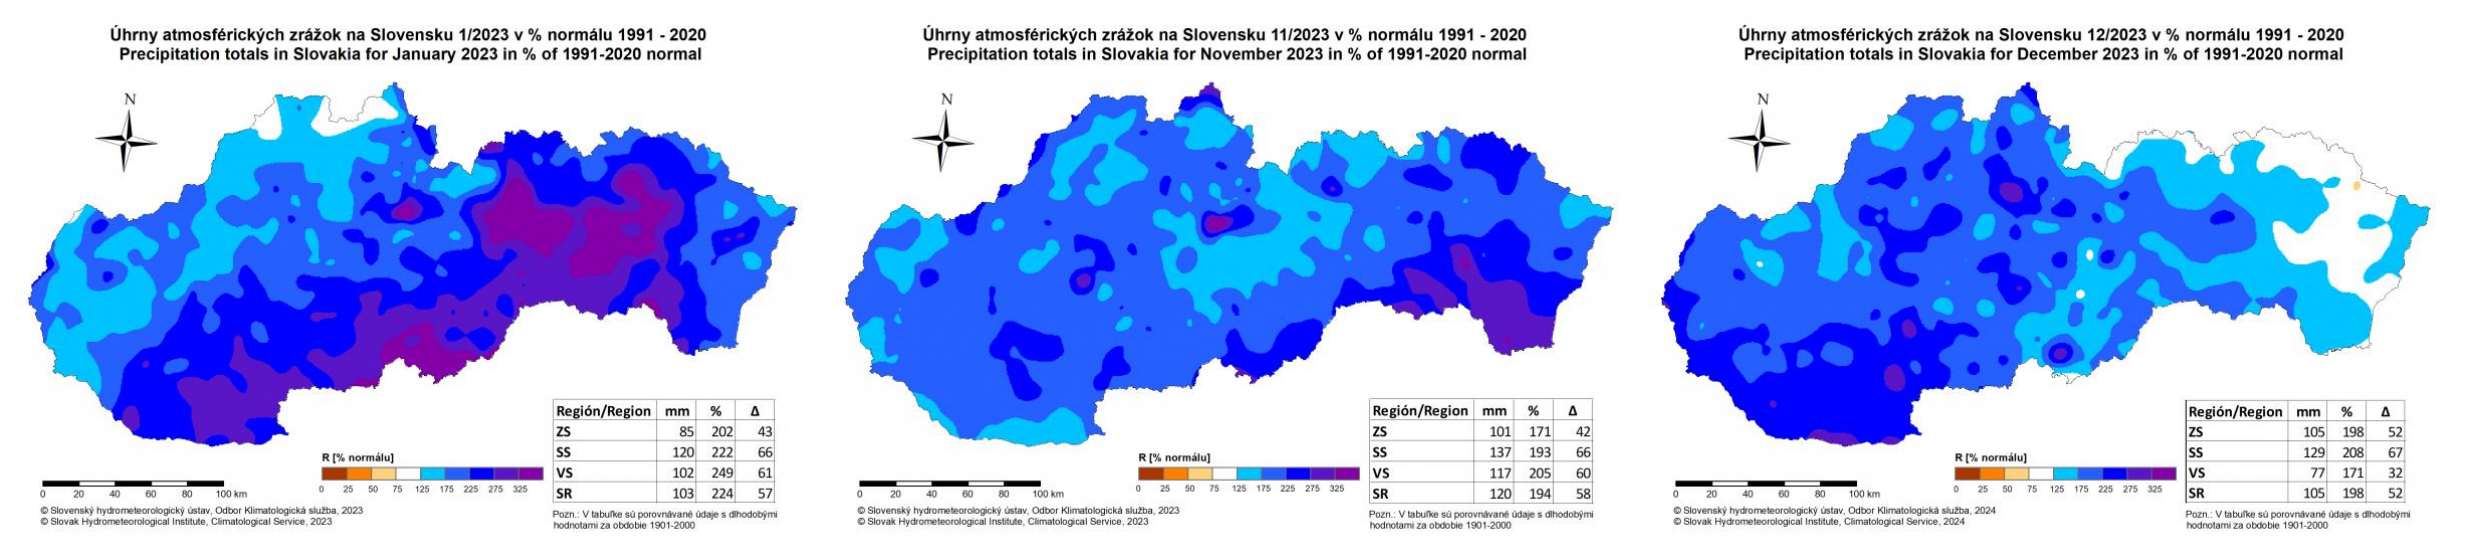 Úhrny atmosférických zrážok na Slovensku 1/2023 v % normálu 1991 - 2020
Precipitation totals in Slovakia for January 2023 in % of 1991-2020 normal
N
Región/Region mm % Δ
ZS 85 202 43
SS 120 222 66
VS 102 249 61
SR 103 224 57
R [% normálu]
0 25 50 75 125 175 225 275 325
0 20 40 60 80 100 km
© Slovenský hydrometeorologický ústav, Odbor Klimatologická služba, 2023
© Slovak Hydrometeorological Institute, Climatological Service, 2023
Pozn.: V tabuľke sú porovnávané údaje s dlhodobými
hodnotami za obdobie 1901-2000
Úhrny atmosférických zrážok na Slovensku 11/2023 v % normálu 1991 - 2020
Precipitation totals in Slovakia for November 2023 in % of 1991-2020 normal
N
Región/Region mm % Δ
ZS 101 171 42
SS 137 193 66
VS 117 205 60
SR 120 194 58
R [% normálu]
0 25 50 75 125 175 225 275 325
0 20 40 60 80 100 km
© Slovenský hydrometeorologický ústav, Odbor Klimatologická služba, 2023
© Slovak Hydrometeorological Institute, Climatological Service, 2023
Pozn.: V tabuľke sú porovnávané údaje s dlhodobými
hodnotami za obdobie 1901-2000
Úhrny atmosférických zrážok na Slovensku 12/2023 v % normálu 1991 - 2020
Precipitation totals in Slovakia for December 2023 in % of 1991-2020 normal
N
Región/Region mm % Δ
ZS 105 198 52
SS 129 208 67
VS 77 171 32
SR 105 198 52
R [% normálu]
0 25 50 75 125 175 225 275 325
0 20 40 60 80 100 km
© Slovenský hydrometeorologický ústav, Odbor Klimatologická služba, 2024
© Slovak Hydrometeorological Institute, Climatological Service, 2024
Pozn.: V tabuľke sú porovnávané údaje s dlhodobými
hodnotami za obdobie 1901-2000